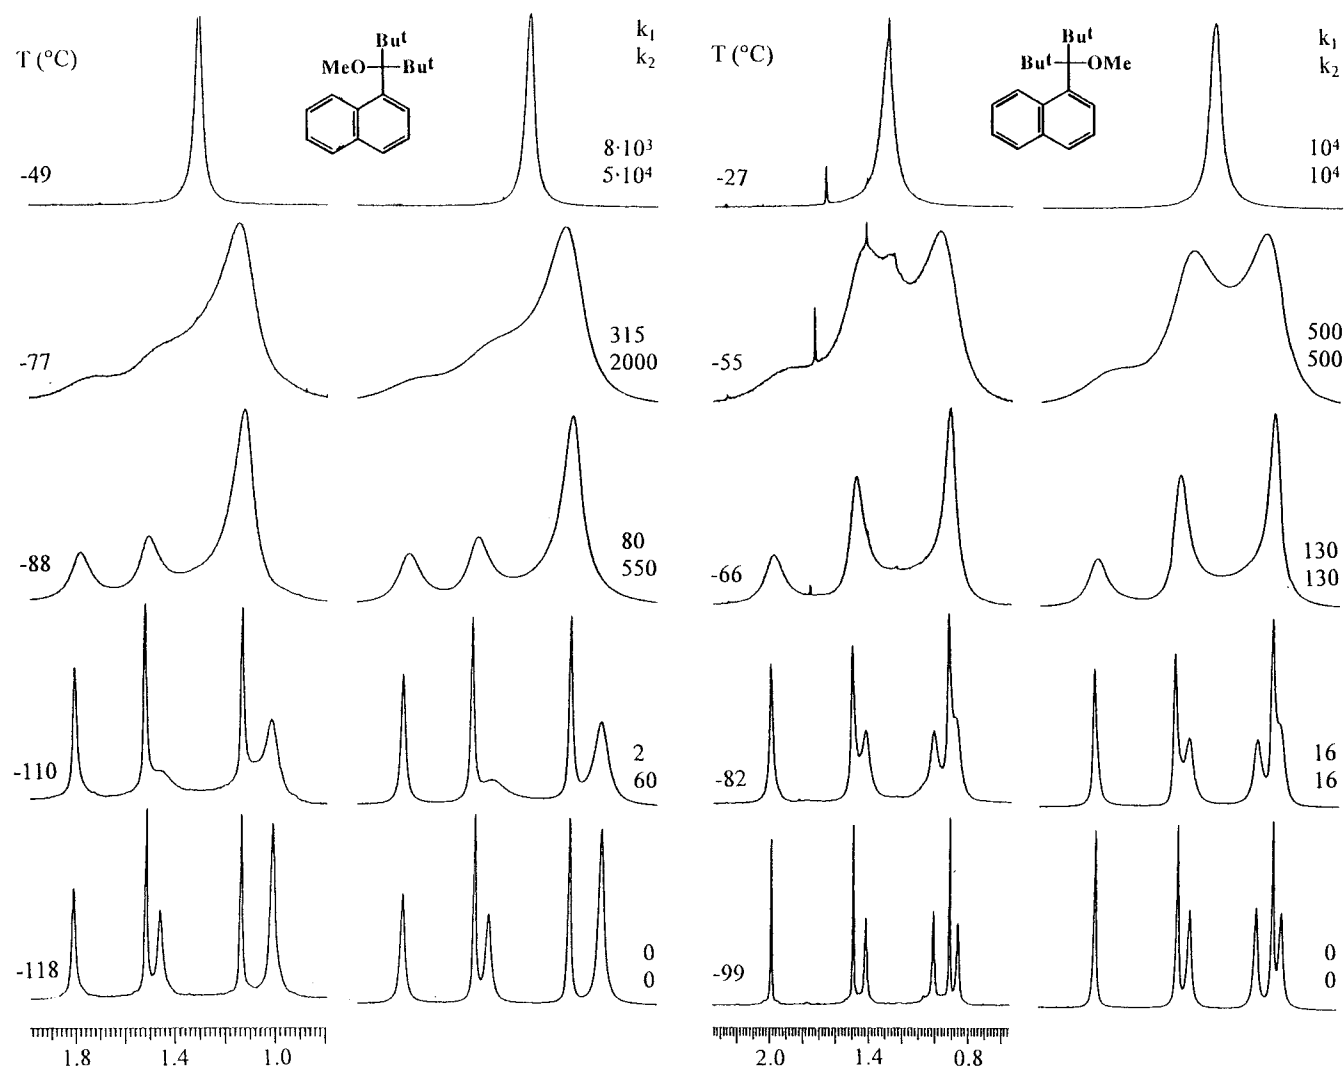 T (°C)
Buᵗ
MeO
Buᵗ
k₁
k₂
-49
8·10³
5·10⁴
-77
315
2000
-88
80
550
-110
2
60
-118
0
0
1.8 1.4 1.0
T (°C)
Buᵗ
Buᵗ
OMe
k₁
k₂
-27
10⁴
10⁴
-55
500
500
-66
130
130
-82
16
16
-99
0
0
2.0 1.4 0.8